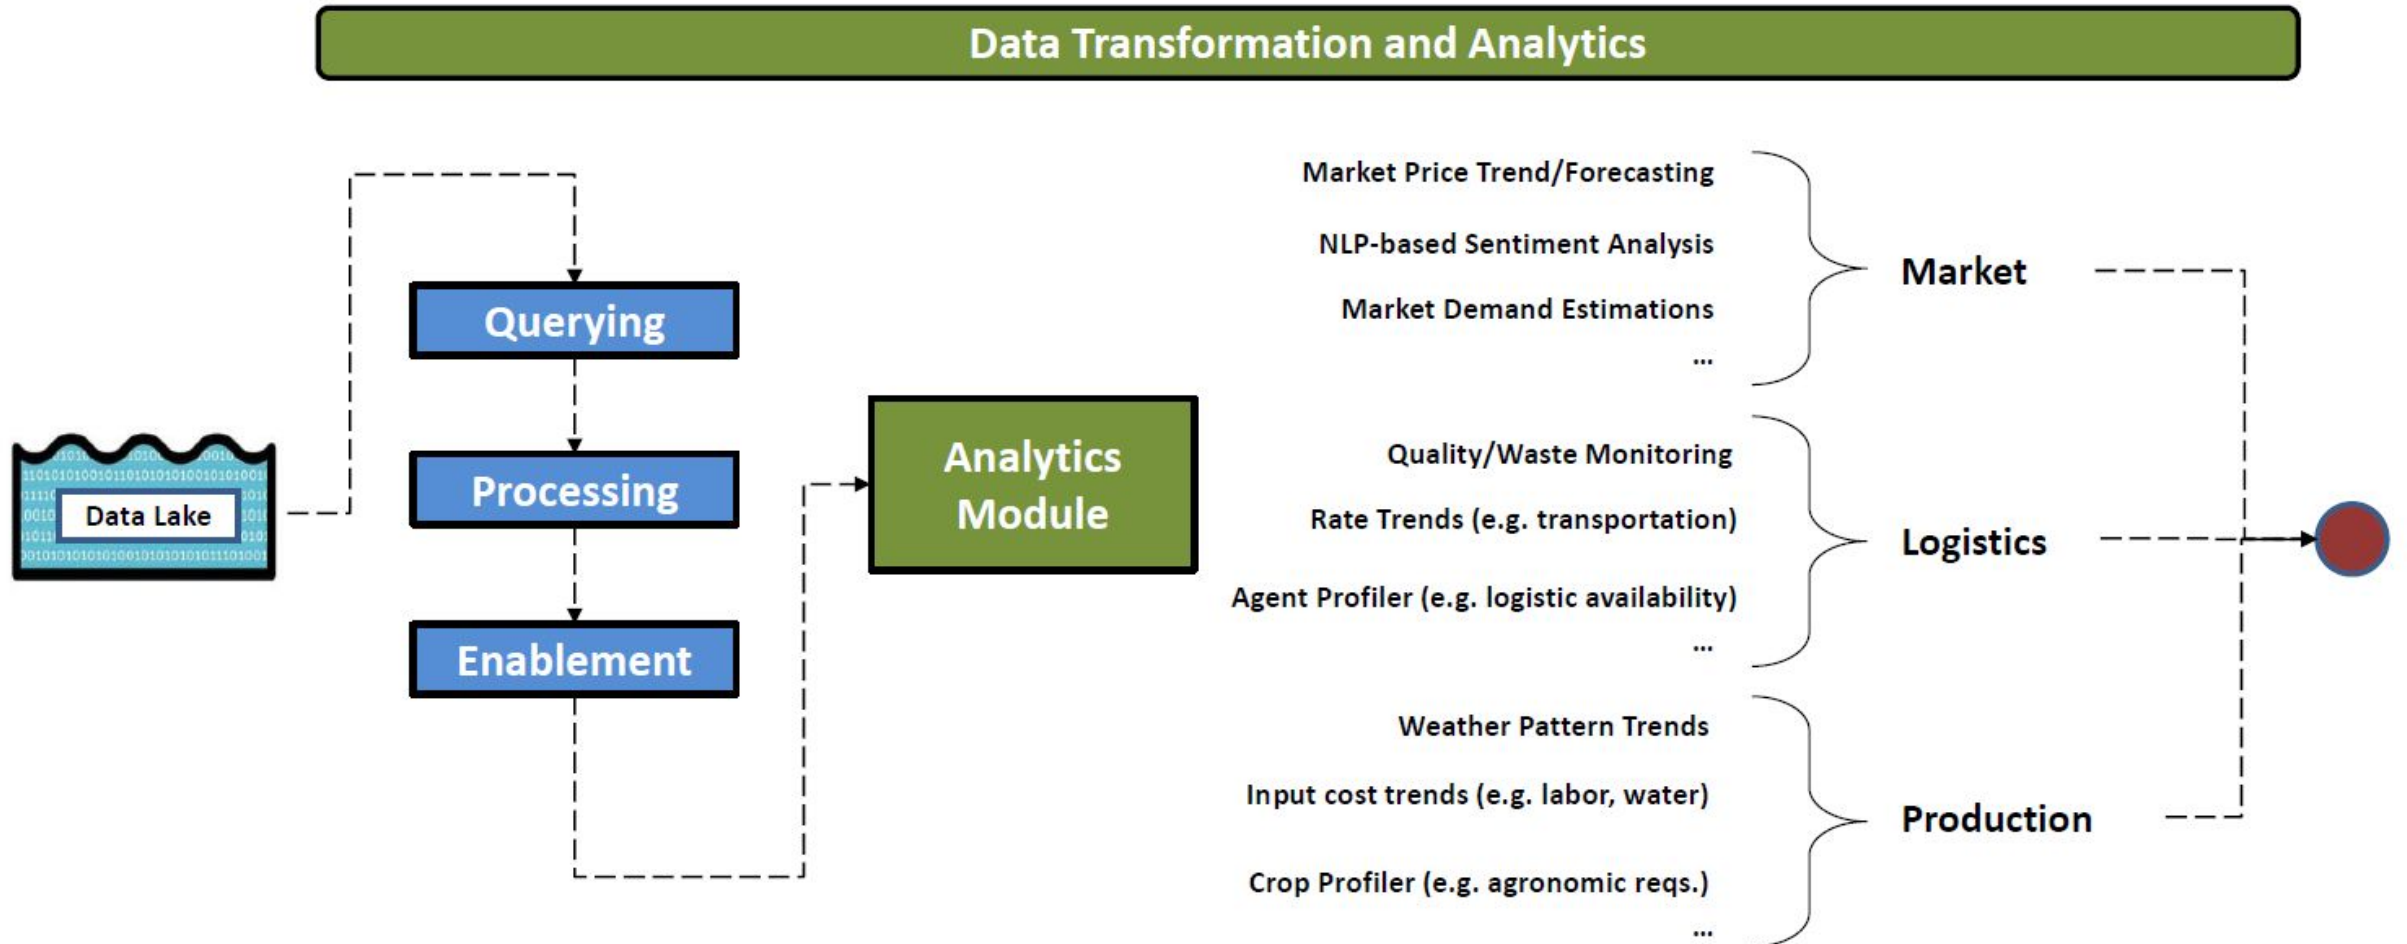 Data Transformation and Analytics
Data Lake
Querying
Processing
Enablement
Analytics
Module
Market Price Trend/Forecasting
NLP-based Sentiment Analysis
Market Demand Estimations
...
Market
Quality/Waste Monitoring
Rate Trends (e.g. transportation)
Agent Profiler (e.g. logistic availability)
...
Logistics
Weather Pattern Trends
Input cost trends (e.g. labor, water)
Crop Profiler (e.g. agronomic reqs.)
...
Production